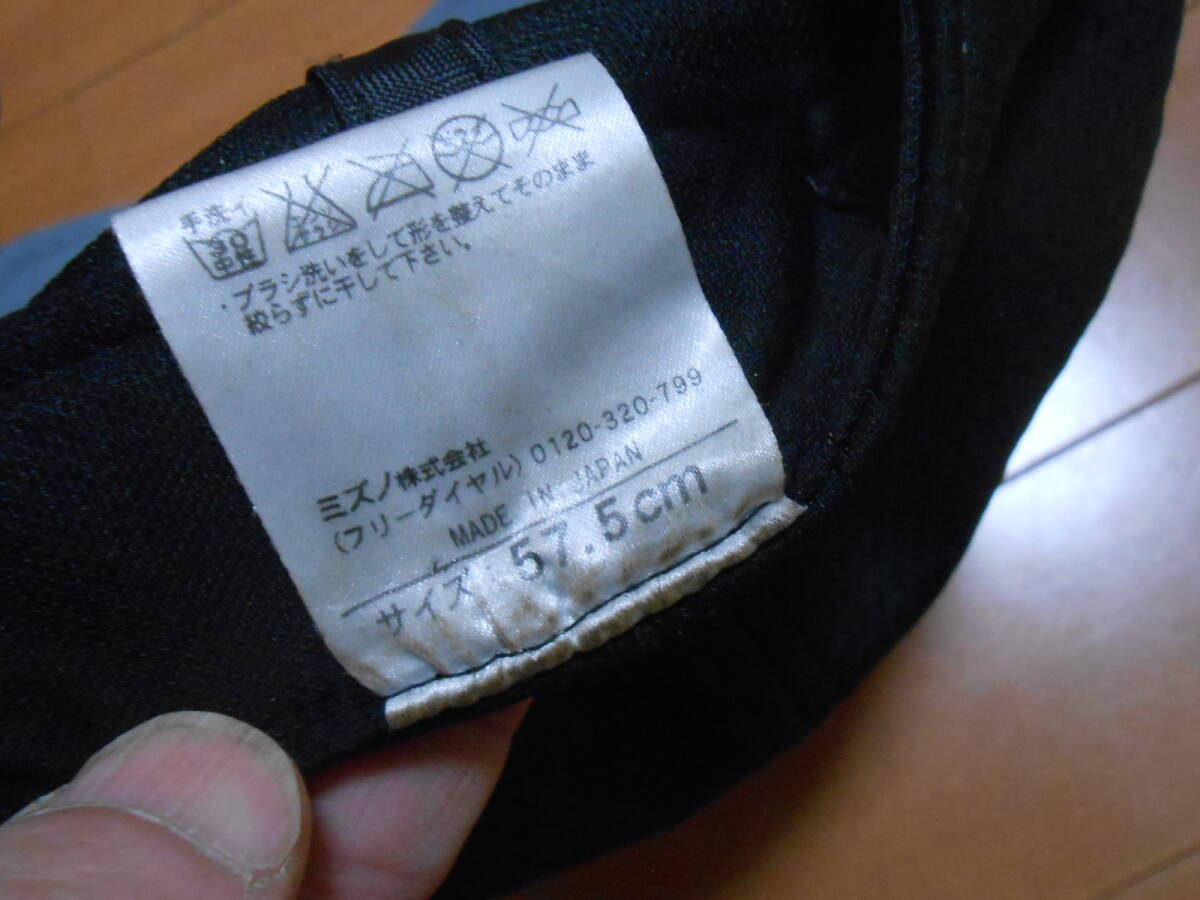 手洗イ
30
中性
・ブラシ洗いをして形を整えてそのまま
絞らずに干して下さい。
ミズノ株式会社
(フリーダイヤル) 0120-320-799
MADE IN JAPAN
サイズ 57.5cm